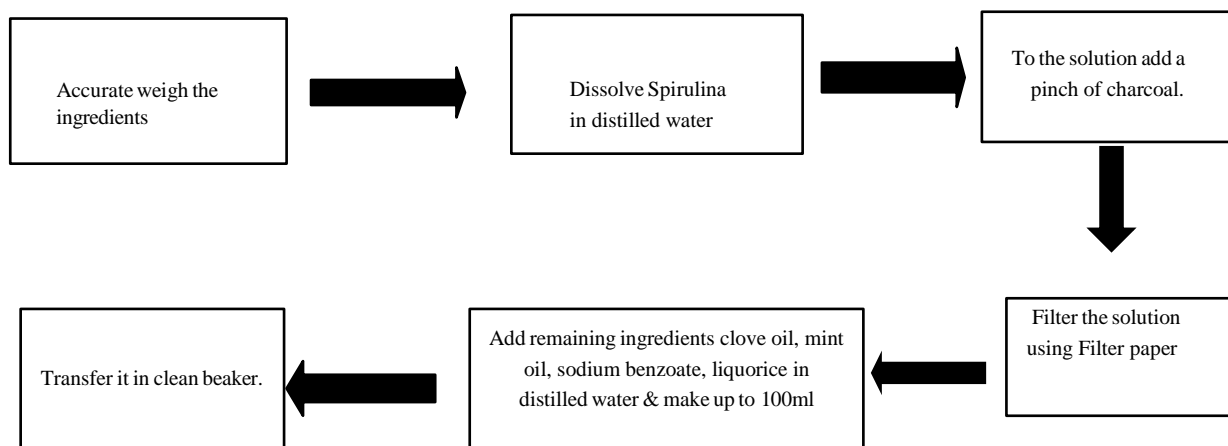 Accurate weigh the
ingredients
Dissolve Spirulina
in distilled water
To the solution add a
pinch of charcoal.
Filter the solution
using Filter paper
Add remaining ingredients clove oil, mint
oil, sodium benzoate, liquorice in
distilled water & make up to 100ml
Transfer it in clean beaker.